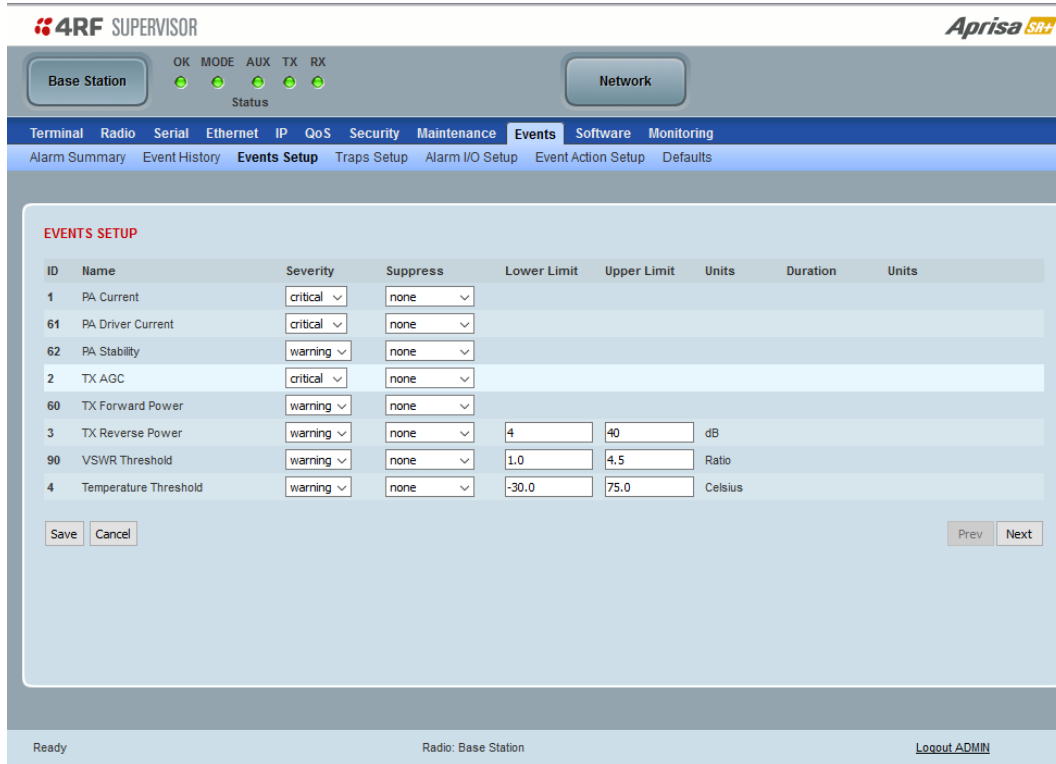 4RF SUPERVISOR
Aprisa SR+
OK MODE AUX TX RX
Base Station
Network
Status
Terminal Radio Serial Ethernet IP QoS Security Maintenance Events Software Monitoring
Alarm Summary Event History Events Setup Traps Setup Alarm I/O Setup Event Action Setup Defaults
EVENTS SETUP
ID Name Severity Suppress Lower Limit Upper Limit Units Duration Units
1 PA Current critical none
61 PA Driver Current critical none
62 PA Stability warning none
2 TX AGC critical none
60 TX Forward Power warning none
3 TX Reverse Power warning none 4 40 dB
90 VSWR Threshold warning none 1.0 4.5 Ratio
4 Temperature Threshold warning none -30.0 75.0 Celsius
Save Cancel Prev Next
Ready Radio: Base Station Logout ADMIN